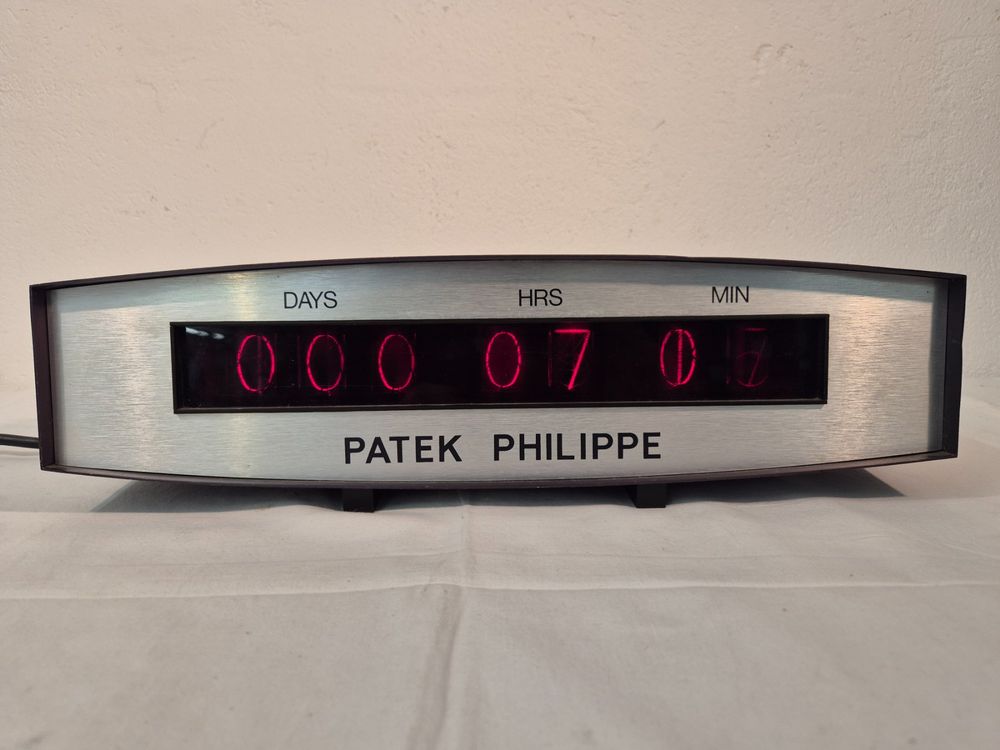 DAYS HRS MIN
000 07 0
PATEK PHILIPPE